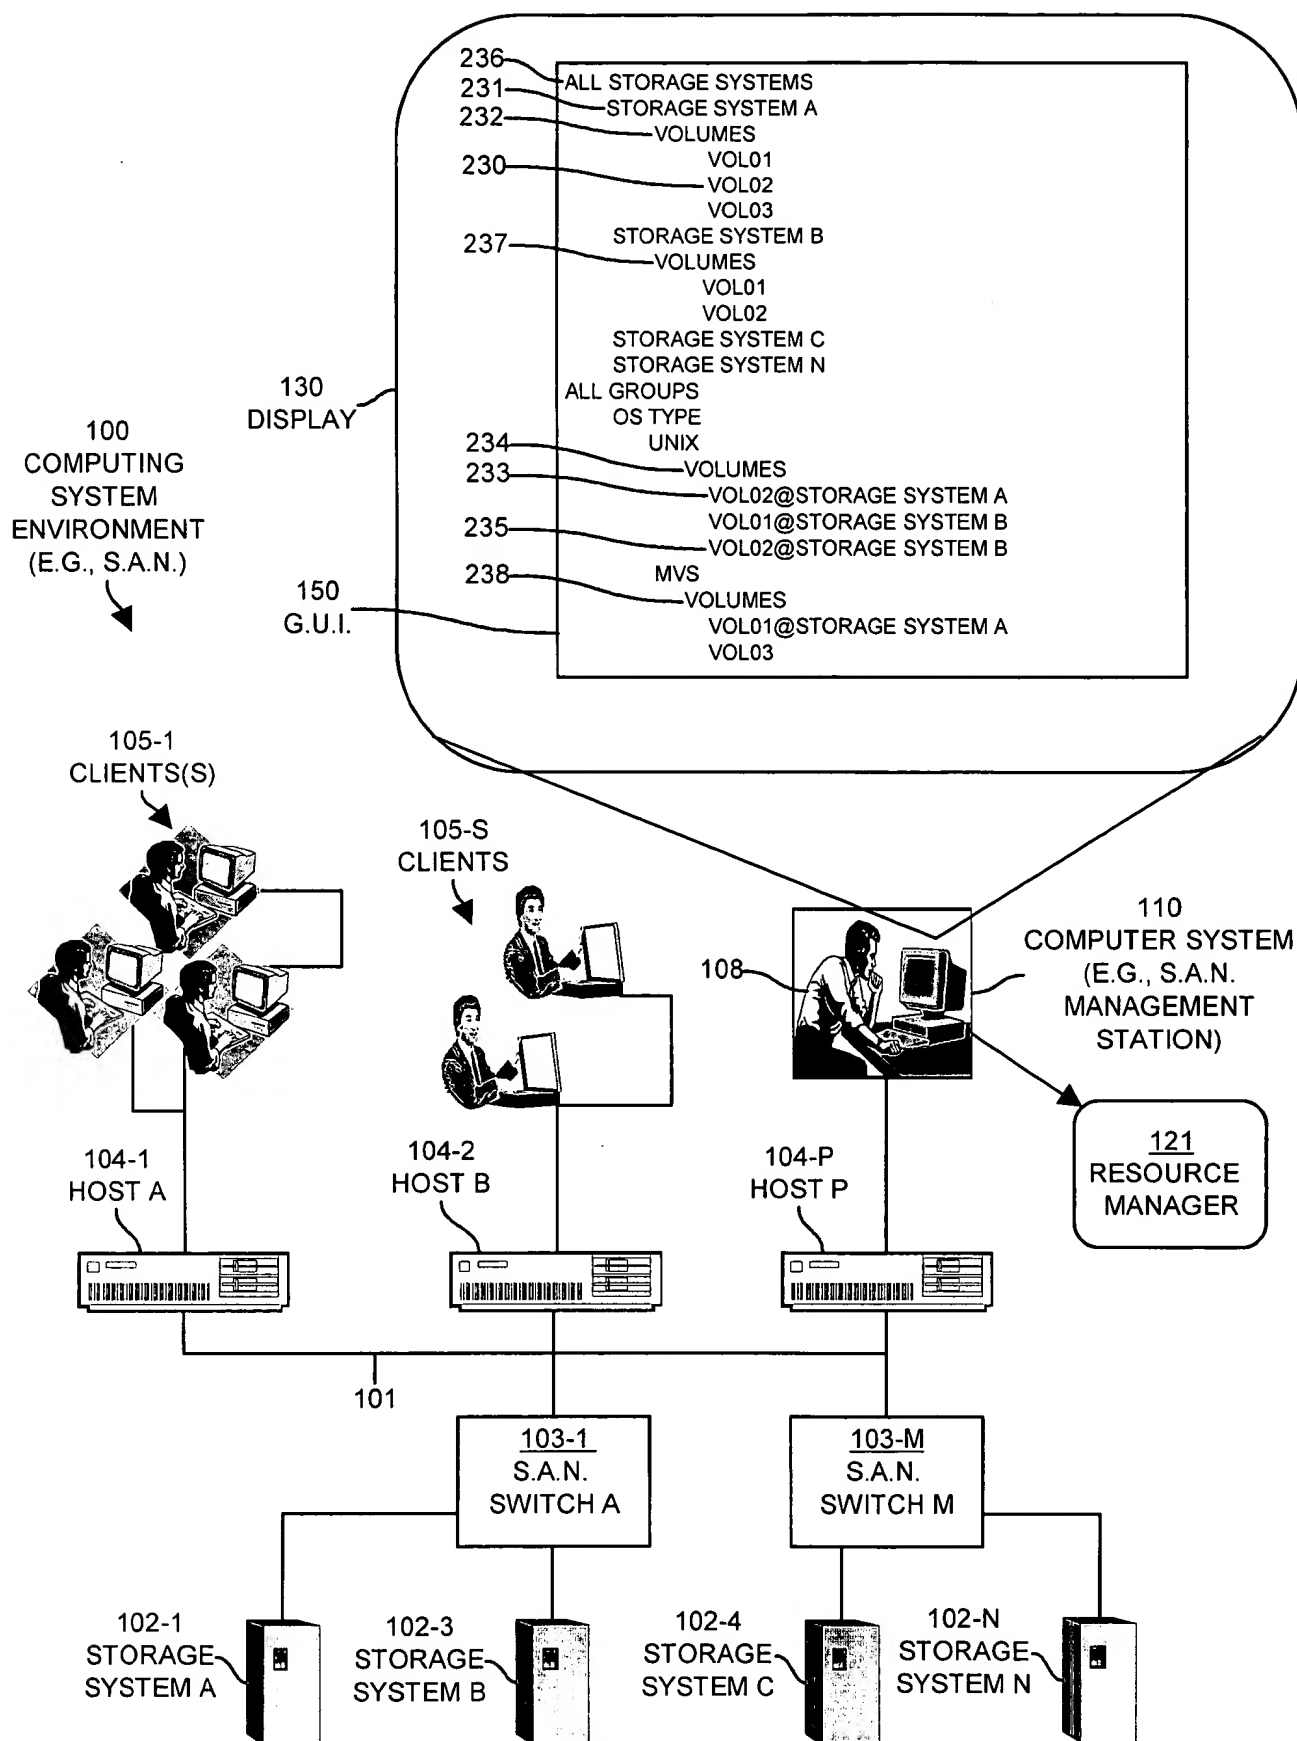 236
ALL STORAGE SYSTEMS
231
STORAGE SYSTEM A
232
VOLUMES
VOL01
230
VOL02
VOL03
STORAGE SYSTEM B
237
VOLUMES
VOL01
VOL02
STORAGE SYSTEM C
STORAGE SYSTEM N
130
DISPLAY
ALL GROUPS
OS TYPE
UNIX
234
VOLUMES
233
VOL02@STORAGE SYSTEM A
VOL01@STORAGE SYSTEM B
235
VOL02@STORAGE SYSTEM B
MVS
238
VOLUMES
VOL01@STORAGE SYSTEM A
VOL03
150
G.U.I.
100
COMPUTING
SYSTEM
ENVIRONMENT
(E.G., S.A.N.)
105-1
CLIENTS(S)
105-S
CLIENTS
108
110
COMPUTER SYSTEM
(E.G., S.A.N.
MANAGEMENT
STATION)
121
RESOURCE
MANAGER
104-1
HOST A
104-2
HOST B
104-P
HOST P
101
103-1
S.A.N.
SWITCH A
103-M
S.A.N.
SWITCH M
102-1
STORAGE
SYSTEM A
102-3
STORAGE
SYSTEM B
102-4
STORAGE
SYSTEM C
102-N
STORAGE
SYSTEM N